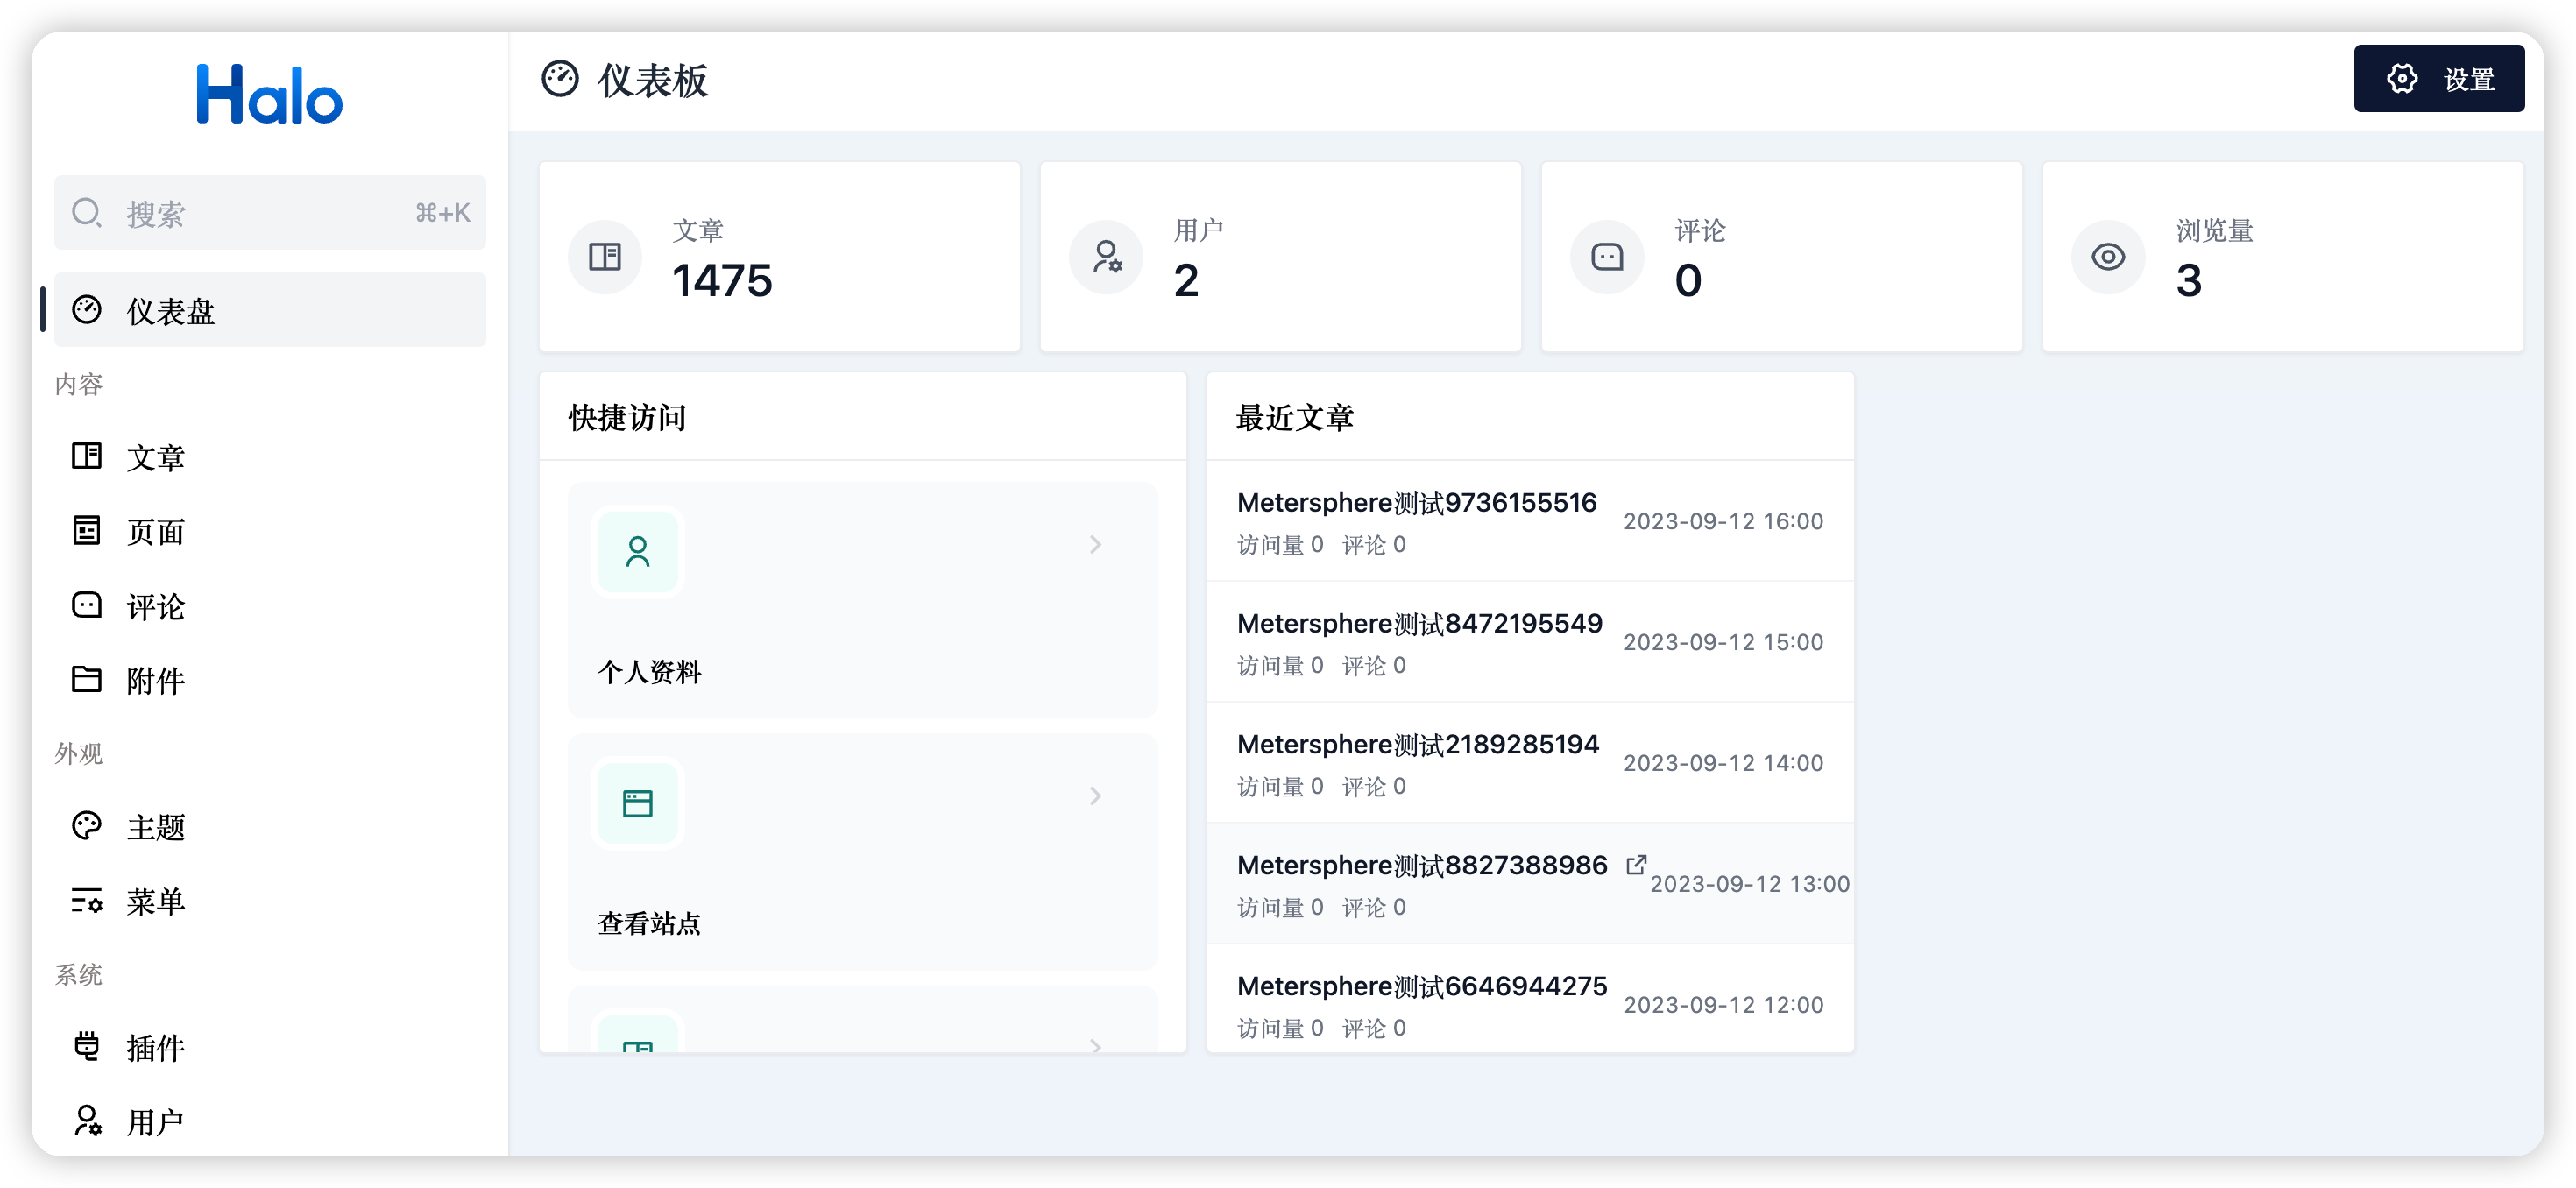 Halo
搜索 ⌘+K
仪表盘
内容
文章
页面
评论
附件
外观
主题
菜单
系统
插件
用户
仪表板
设置
文章
1475
用户
2
评论
0
浏览量
3
快捷访问
个人资料
查看站点
最近文章
Metersphere测试9736155516
访问量 0 评论 0
2023-09-12 16:00
Metersphere测试8472195549
访问量 0 评论 0
2023-09-12 15:00
Metersphere测试2189285194
访问量 0 评论 0
2023-09-12 14:00
Metersphere测试8827388986
访问量 0 评论 0
2023-09-12 13:00
Metersphere测试6646944275
访问量 0 评论 0
2023-09-12 12:00